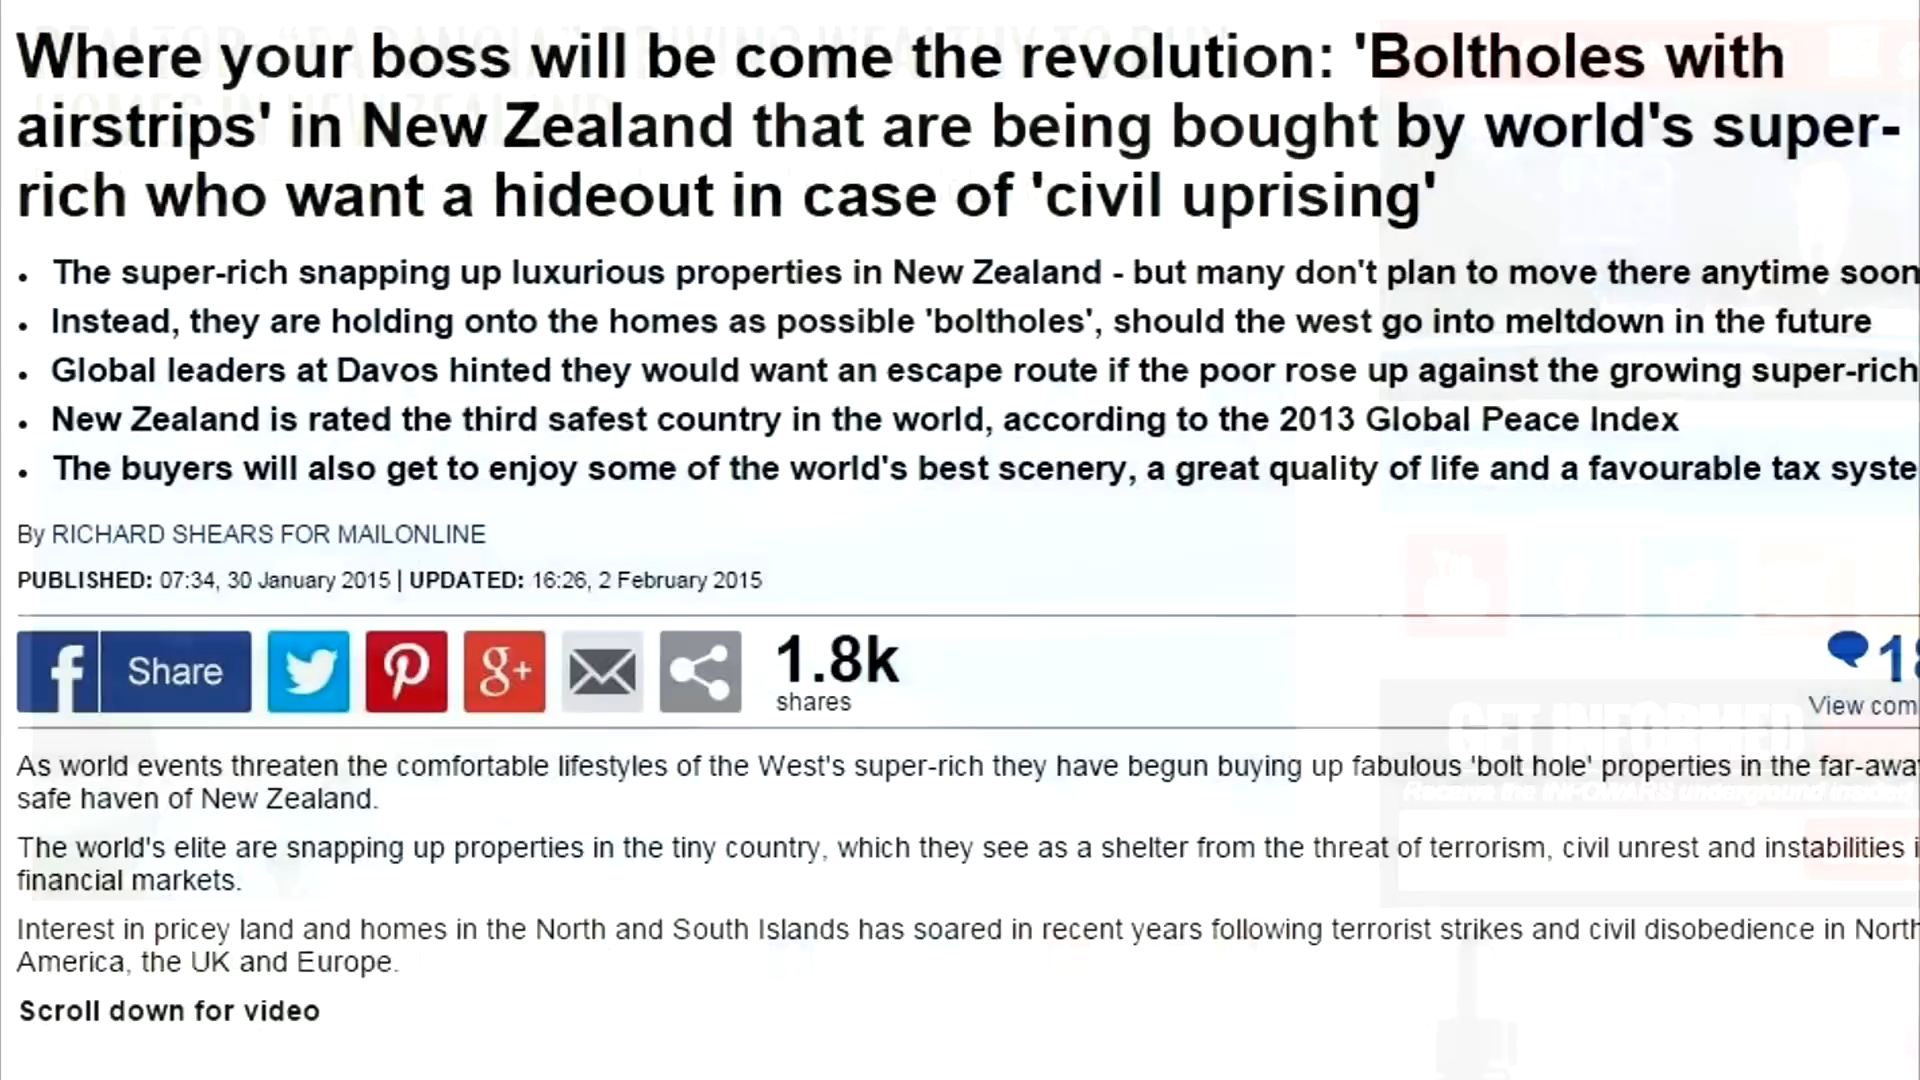 Where your boss will be come the revolution: 'Boltholes with
airstrips' in New Zealand that are being bought by world's super-
rich who want a hideout in case of 'civil uprising'
• The super-rich snapping up luxurious properties in New Zealand - but many don't plan to move there anytime soon
• Instead, they are holding onto the homes as possible 'boltholes', should the west go into meltdown in the future
• Global leaders at Davos hinted they would want an escape route if the poor rose up against the growing super-rich
• New Zealand is rated the third safest country in the world, according to the 2013 Global Peace Index
• The buyers will also get to enjoy some of the world's best scenery, a great quality of life and a favourable tax syste
By RICHARD SHEARS FOR MAILONLINE
PUBLISHED: 07:34, 30 January 2015 | UPDATED: 16:26, 2 February 2015
f Share g+ 1.8k
shares
View com
As world events threaten the comfortable lifestyles of the West's super-rich they have begun buying up fabulous 'bolt hole' properties in the far-away
safe haven of New Zealand.
The world's elite are snapping up properties in the tiny country, which they see as a shelter from the threat of terrorism, civil unrest and instabilities i
financial markets.
Interest in pricey land and homes in the North and South Islands has soared in recent years following terrorist strikes and civil disobedience in North
America, the UK and Europe.
Scroll down for video
GET INFORMED
Receive the INFOWARS underground insider